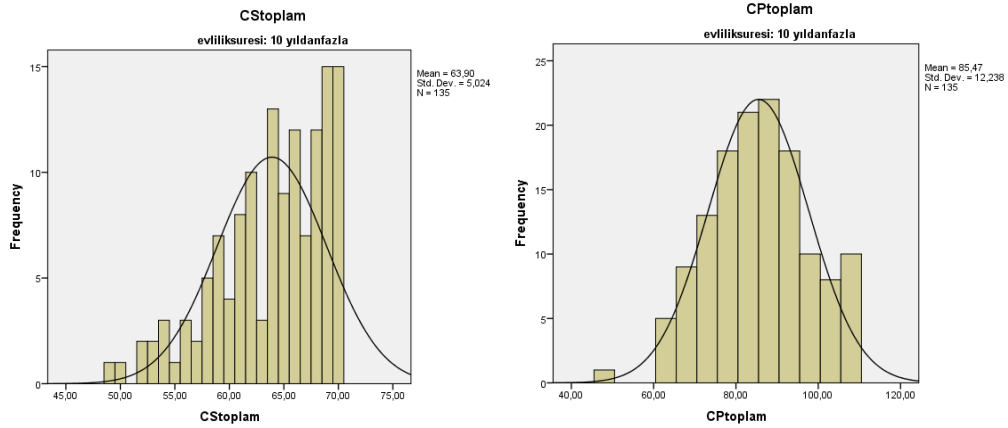 CStoplam
evliliksuresi: 10 yıldanfazla
Mean = 63,90
Std. Dev. = 5,024
N = 135
Frequency
15
10
5
0
45,00 50,00 55,00 60,00 65,00 70,00 75,00
CStoplam
CPtoplam
evliliksuresi: 10 yıldanfazla
Mean = 85,47
Std. Dev. = 12,238
N = 135
Frequency
25
20
15
10
5
0
40,00 60,00 80,00 100,00 120,00
CPtoplam